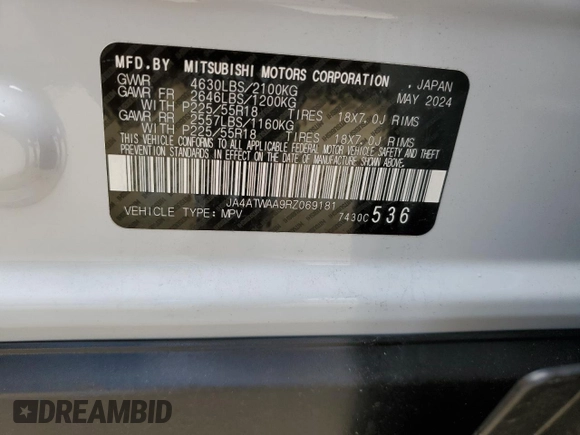 MFD.BY MITSUBISHI MOTORS CORPORATION . JAPAN
GVWR 4630LBS/2100KG MAY 2024
GAWR FR 2646LBS/1200KG
WITH P225/55R18 TIRES 18X7.0J RIMS
GAWR RR 2557LBS/1160KG
WITH P225/55R18 TIRES 18X7.0J RIMS
THIS VEHICLE CONFORMS TO ALL APPLICABLE FEDERAL MOTOR VEHICLE SAFETY AND THEFT
PREVENTION STANDARDS IN EFFECT ON THE DATE OF MANUFACTURE SHOWN ABOVE.
JA4ATWAA9RZ069181
VEHICLE TYPE: MPV 7430C536
DREAMBID